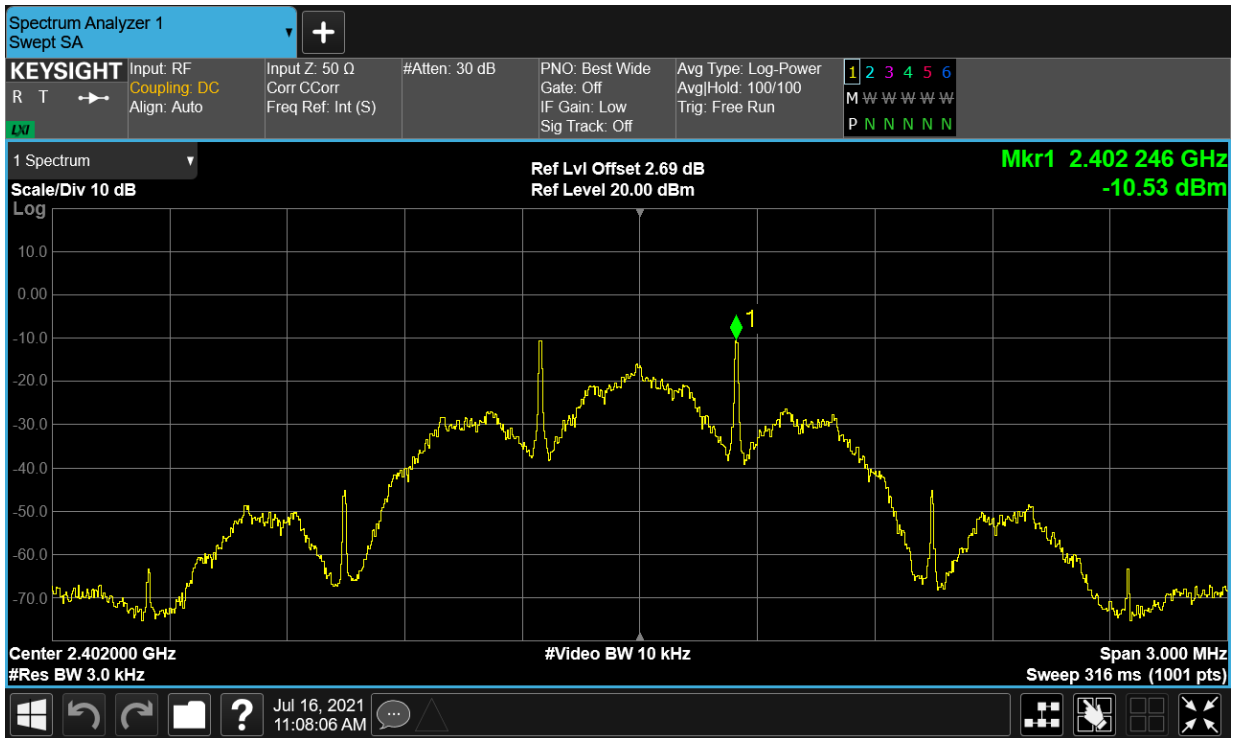 Spectrum Analyzer 1
Swept SA
KEYSIGHT
R T
LXI
Input: RF
Coupling: DC
Align: Auto
Input Z: 50 Ω
Corr CCorr
Freq Ref: Int (S)
#Atten: 30 dB
PNO: Best Wide
Gate: Off
IF Gain: Low
Sig Track: Off
Avg Type: Log-Power
Avg|Hold: 100/100
Trig: Free Run
1 2 3 4 5 6
M W W W W W
P N N N N N
1 Spectrum
Scale/Div 10 dB
Log
Ref Lvl Offset 2.69 dB
Ref Level 20.00 dBm
Mkr1 2.402 246 GHz
-10.53 dBm
10.0
0.00
-10.0
-20.0
-30.0
-40.0
-50.0
-60.0
-70.0
1
Center 2.402000 GHz
#Res BW 3.0 kHz
#Video BW 10 kHz
Span 3.000 MHz
Sweep 316 ms (1001 pts)
?
Jul 16, 2021
11:08:06 AM